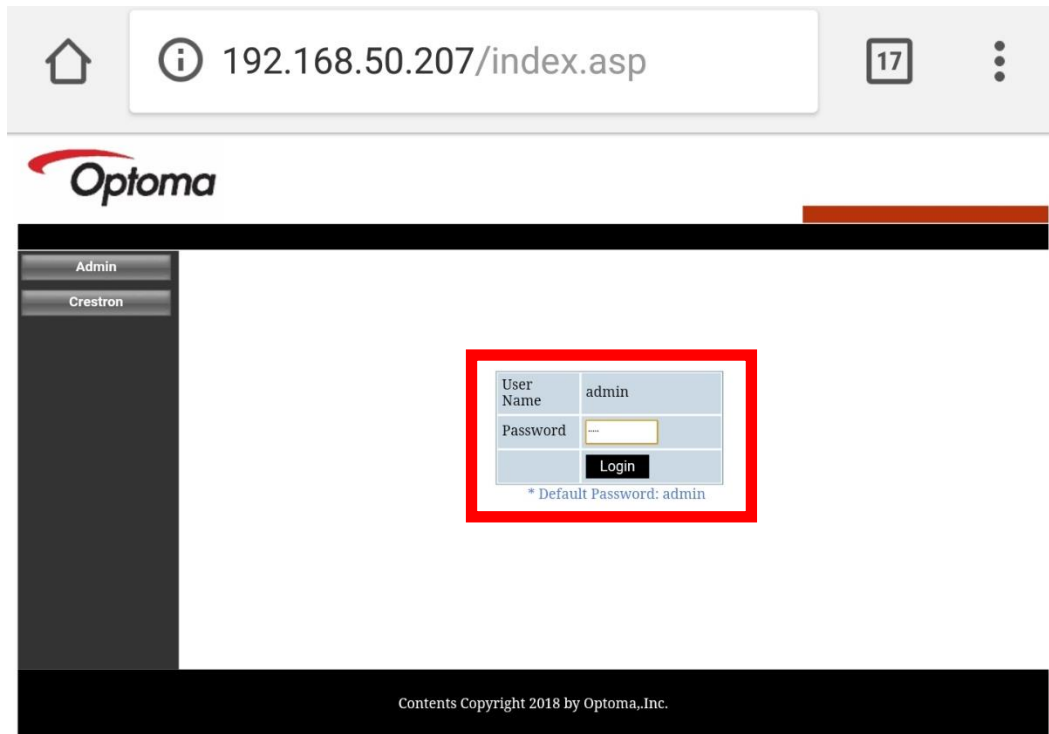 192.168.50.207/index.asp
17
Optoma
Admin
Crestron
User
Name
admin
Password
.....
Login
* Default Password: admin
Contents Copyright 2018 by Optoma,.Inc.